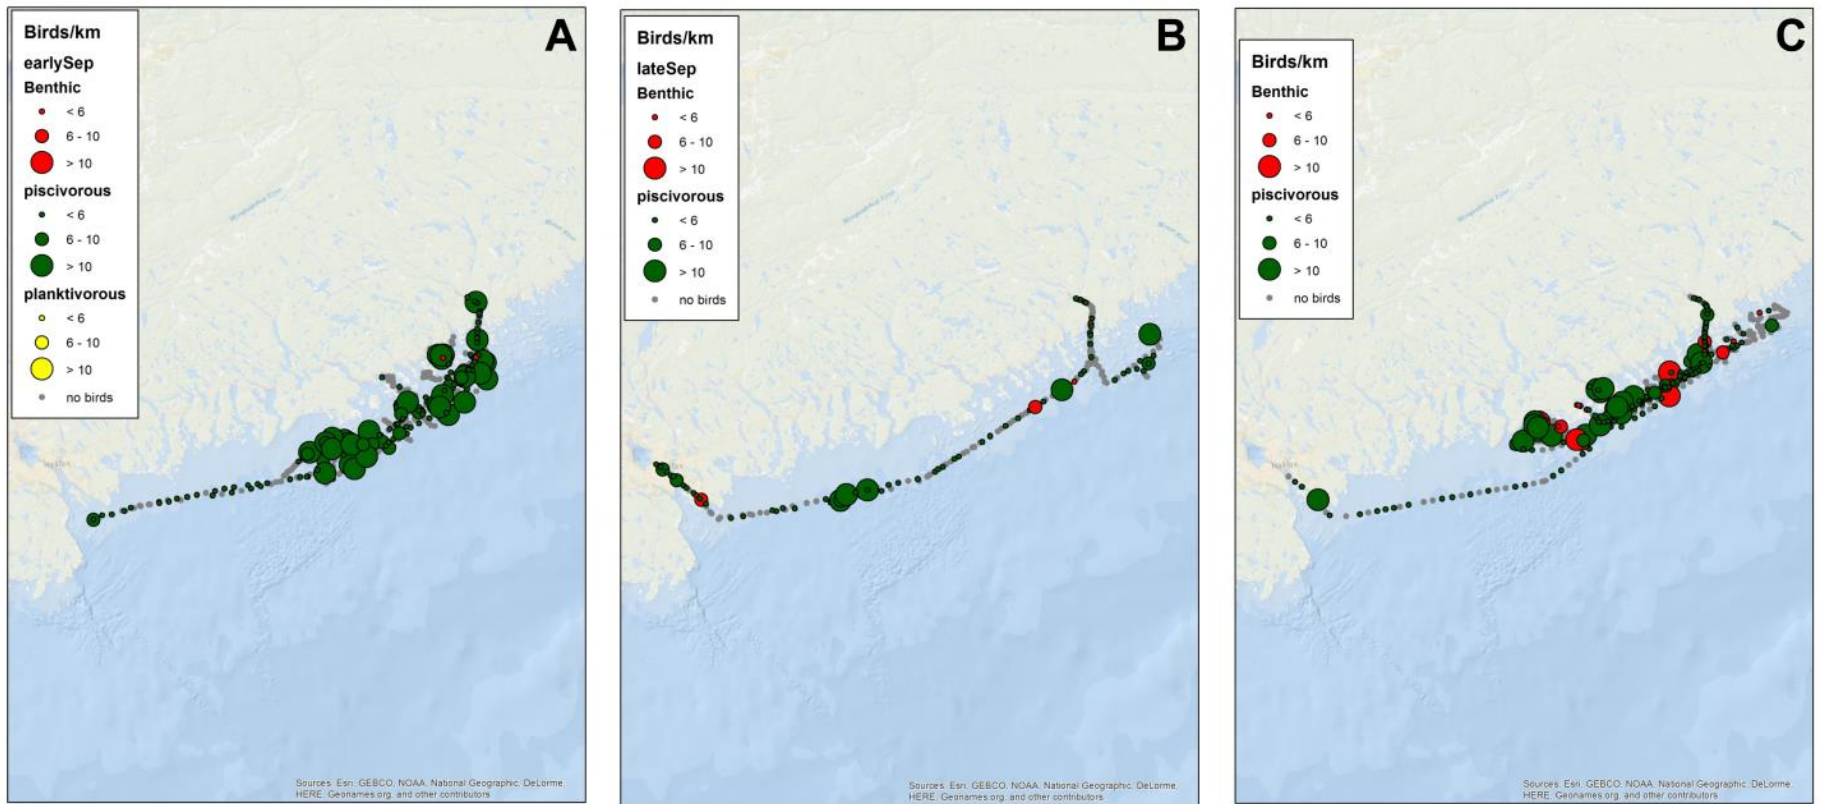 A
Birds/km
earlySep
Benthic
< 6
6 - 10
> 10
piscivorous
< 6
6 - 10
> 10
planktivorous
< 6
6 - 10
> 10
no birds
Sources: Esri, GEBCO, NOAA, National Geographic, DeLorme,
HERE, Geonames.org, and other contributors
B
Birds/km
lateSep
Benthic
< 6
6 - 10
> 10
piscivorous
< 6
6 - 10
> 10
no birds
Sources: Esri, GEBCO, NOAA, National Geographic, DeLorme,
HERE, Geonames.org, and other contributors
C
Birds/km
Benthic
< 6
6 - 10
> 10
piscivorous
< 6
6 - 10
> 10
no birds
Sources: Esri, GEBCO, NOAA, National Geographic, DeLorme,
HERE, Geonames.org, and other contributors